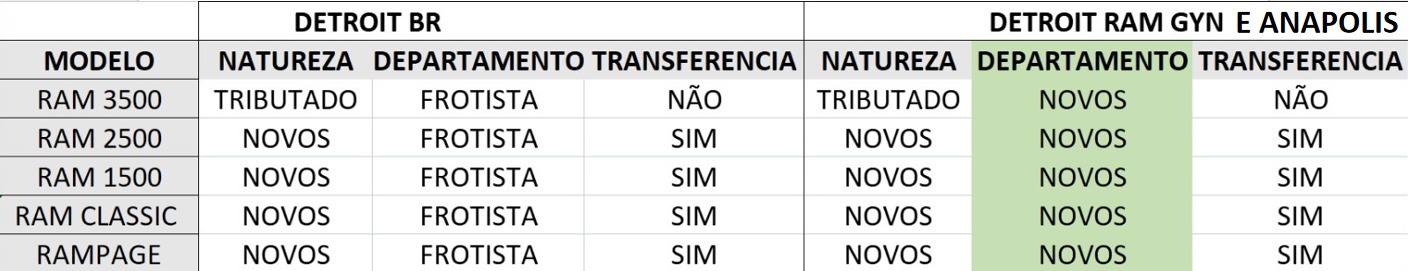 DETROIT BR DETROIT RAM GYN E ANAPOLIS
MODELO NATUREZA DEPARTAMENTO TRANSFERENCIA NATUREZA DEPARTAMENTO TRANSFERENCIA
RAM 3500 TRIBUTADO FROTISTA NÃO TRIBUTADO NOVOS NÃO
RAM 2500 NOVOS FROTISTA SIM NOVOS NOVOS SIM
RAM 1500 NOVOS FROTISTA SIM NOVOS NOVOS SIM
RAM CLASSIC NOVOS FROTISTA SIM NOVOS NOVOS SIM
RAMPAGE NOVOS FROTISTA SIM NOVOS NOVOS SIM